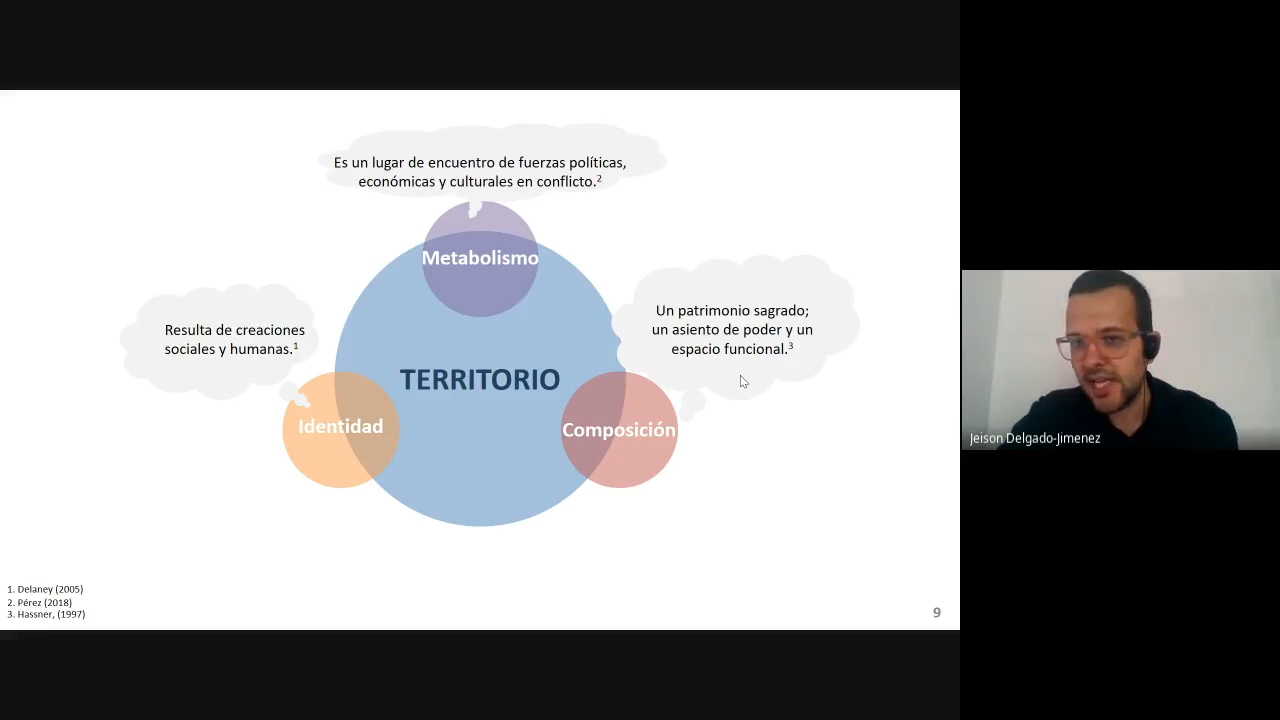 Es un lugar de encuentro de fuerzas políticas,
económicas y culturales en conflicto.²
Metabolismo
Un patrimonio sagrado;
un asiento de poder y un
espacio funcional.³
Resulta de creaciones
sociales y humanas.¹
TERRITORIO
Identidad
Composición
Jeison Delgado-Jimenez
1. Delaney (2005)
2. Pérez (2018)
3. Hassner, (1997)
9